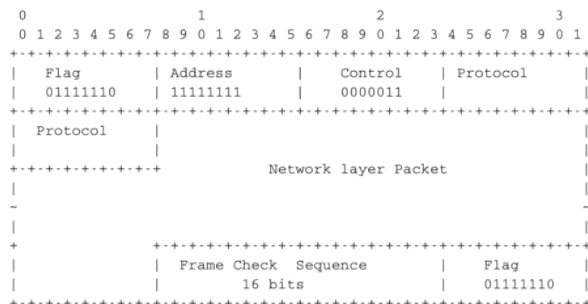 0 1 2 3
0 1 2 3 4 5 6 7 8 9 0 1 2 3 4 5 6 7 8 9 0 1 2 3 4 5 6 7 8 9 0 1
+-+-+-+-+-+-+-+-+-+-+-+-+-+-+-+-+-+-+-+-+-+-+-+-+-+-+-+-+-+-+-+-+
| Flag | Address | Control | Protocol |
| 01111110 | 11111111 | 0000011 | |
+-+-+-+-+-+-+-+-+-+-+-+-+-+-+-+-+-+-+-+-+-+-+-+-+-+-+-+-+-+-+-+-+
| Protocol | |
| | |
+-+-+-+-+-+-+-+-+ Network layer Packet |
| |
~ ~
| |
+ +-+-+-+-+-+-+-+-+-+-+-+-+-+-+-+-+-+-+-+-+-+-+-+-+
| | Frame Check Sequence | Flag |
| | 16 bits | 01111110 |
+-+-+-+-+-+-+-+-+-+-+-+-+-+-+-+-+-+-+-+-+-+-+-+-+-+-+-+-+-+-+-+-+